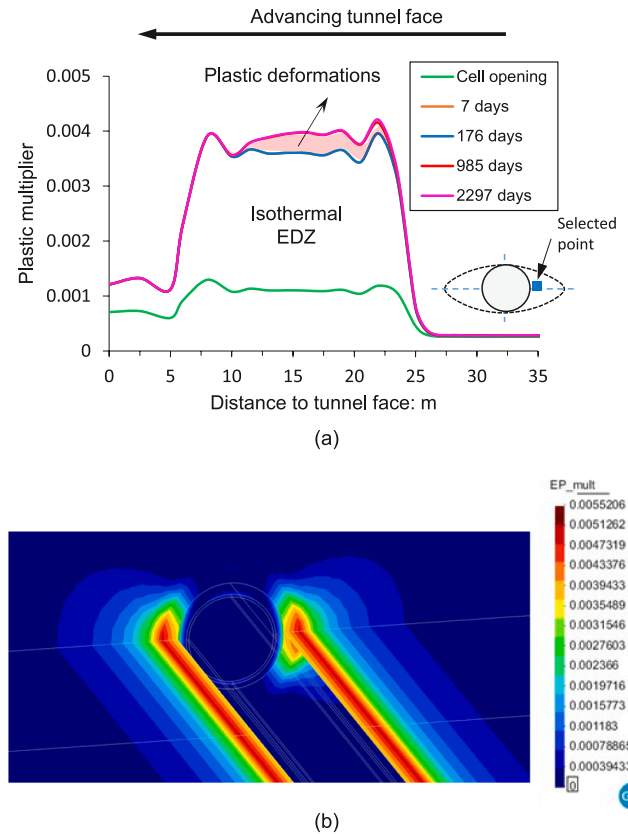 Advancing tunnel face
0.005
0.004
0.003
0.002
0.001
0
Plastic multiplier
Plastic deformations
Isothermal
EDZ
Cell opening
7 days
176 days
985 days
2297 days
Selected
point
0 5 10 15 20 25 30 35
Distance to tunnel face: m
(a)
EP_mult
0.0055206
0.0051262
0.0047319
0.0043376
0.0039433
0.0035489
0.0031546
0.0027603
0.002366
0.0019716
0.0015773
0.001183
0.00078865
0.00039433
0
(b)